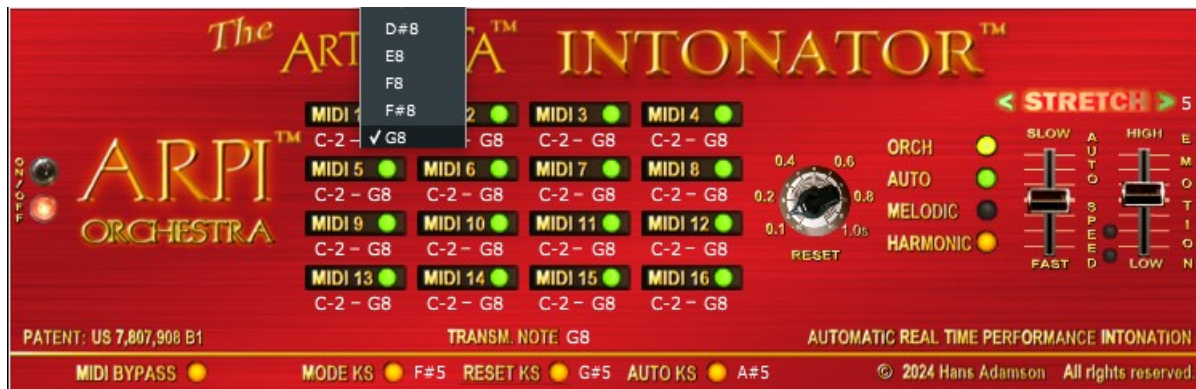 The ART TA™ INTONATOR™
D#8
E8
F8
F#8
✓ G8
< STRETCH > 5
MIDI 1 2 MIDI 3 MIDI 4
C-2 – G8 C-2 – G8 C-2 – G8
ARPI™
ORCHESTRA
ON/OFF
MIDI 5 MIDI 6 MIDI 7 MIDI 8
C-2 – G8 C-2 – G8 C-2 – G8 C-2 – G8
MIDI 9 MIDI 10 MIDI 11 MIDI 12
C-2 – G8 C-2 – G8 C-2 – G8 C-2 – G8
MIDI 13 MIDI 14 MIDI 15 MIDI 16
C-2 – G8 C-2 – G8 C-2 – G8 C-2 – G8
0.4 0.6
0.2 0.8
0.1 1.0s
RESET
ORCH
AUTO
MELODIC
HARMONIC
SLOW HIGH
AUTO SPEED
EMOTION
FAST LOW
PATENT: US 7,807,908 B1 TRANSM. NOTE G8 AUTOMATIC REAL TIME PERFORMANCE INTONATION
MIDI BYPASS MODE KS F#5 RESET KS G#5 AUTO KS A#5 © 2024 Hans Adamson All rights reserved